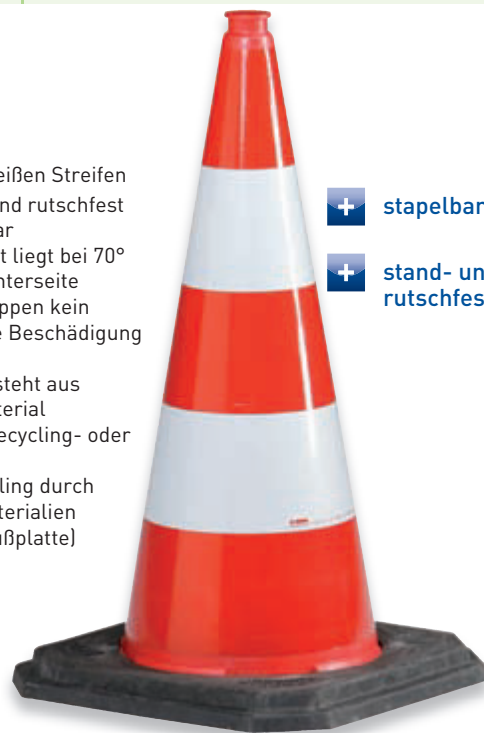 eißen Streifen
nd rutschfest
ar
t liegt bei 70°
nterseite
ppen kein
e Beschädigung
steht aus
terial
ecycling- oder
ling durch
terialien
ußplatte)
+ stapelbar
+ stand- un
rutschfes